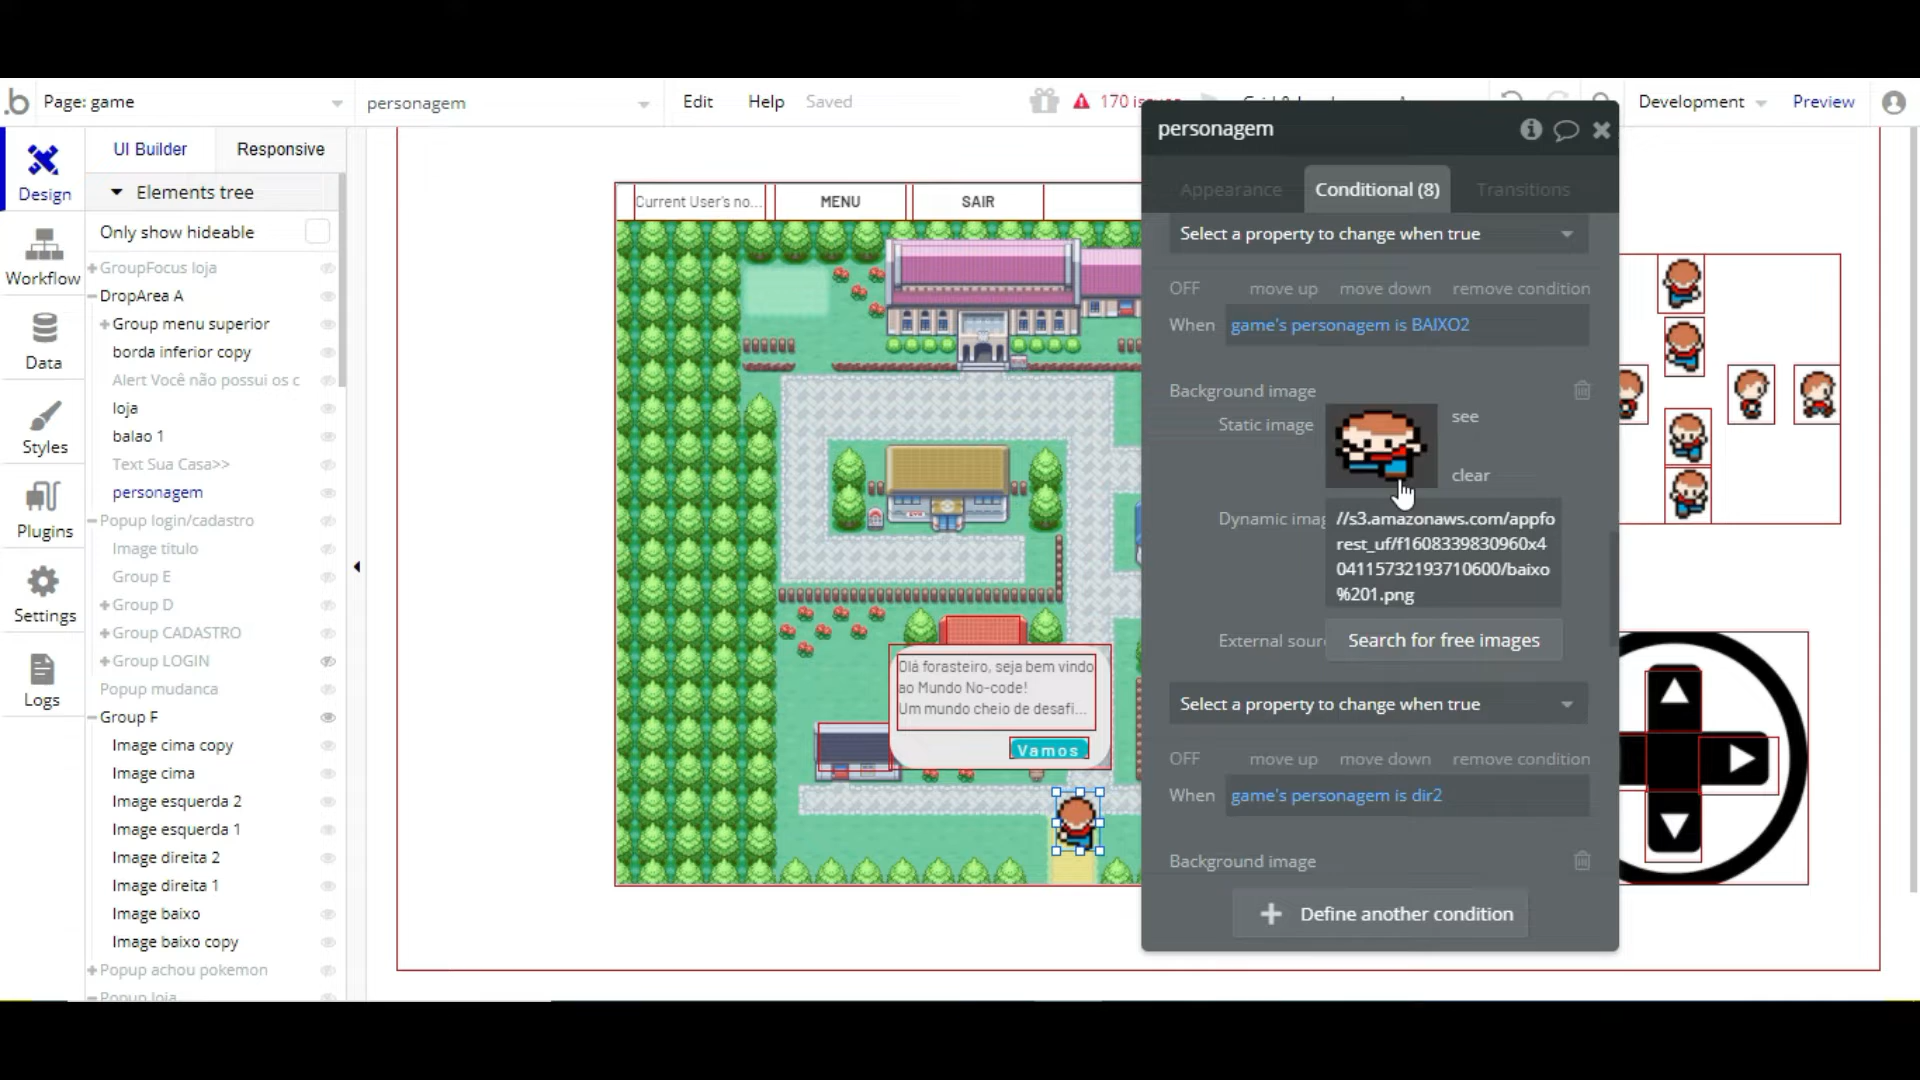 .b
Page: game
personagem
Edit
Help
Saved
170
Development
Preview
UI Builder
Responsive
Design
Elements tree
Only show hideable
Workflow
GroupFocus loja
DropArea A
Group menu superior
borda inferior copy
Alert Você não possui os c
loja
balao 1
Text Sua Casa>>
personagem
Popup login/cadastro
Image titulo
Group E
Group D
Group CADASTRO
Group LOGIN
Popup mudanca
Group F
Image cima copy
Image cima
Image esquerda 2
Image esquerda 1
Image direita 2
Image direita 1
Image baixo
Image baixo copy
Popup achou pokemon
Popup loja
Data
Styles
Plugins
Settings
Logs
Current User's no...
MENU
SAIR
Olá forasteiro, seja bem vindo
ao Mundo No-code!
Um mundo cheio de desafi...
Vamos
personagem
Appearance
Conditional (8)
Transitions
Select a property to change when true
OFF
move up
move down
remove condition
When
game's personagem is BAIXO2
Background image
Static image
see
clear
Dynamic imag
//s3.amazonaws.com/appfo
rest_uf/f1608339830960x4
04115732193710600/baixo
%201.png
External sourc
Search for free images
Select a property to change when true
OFF
move up
move down
remove condition
When
game's personagem is dir2
Background image
Define another condition